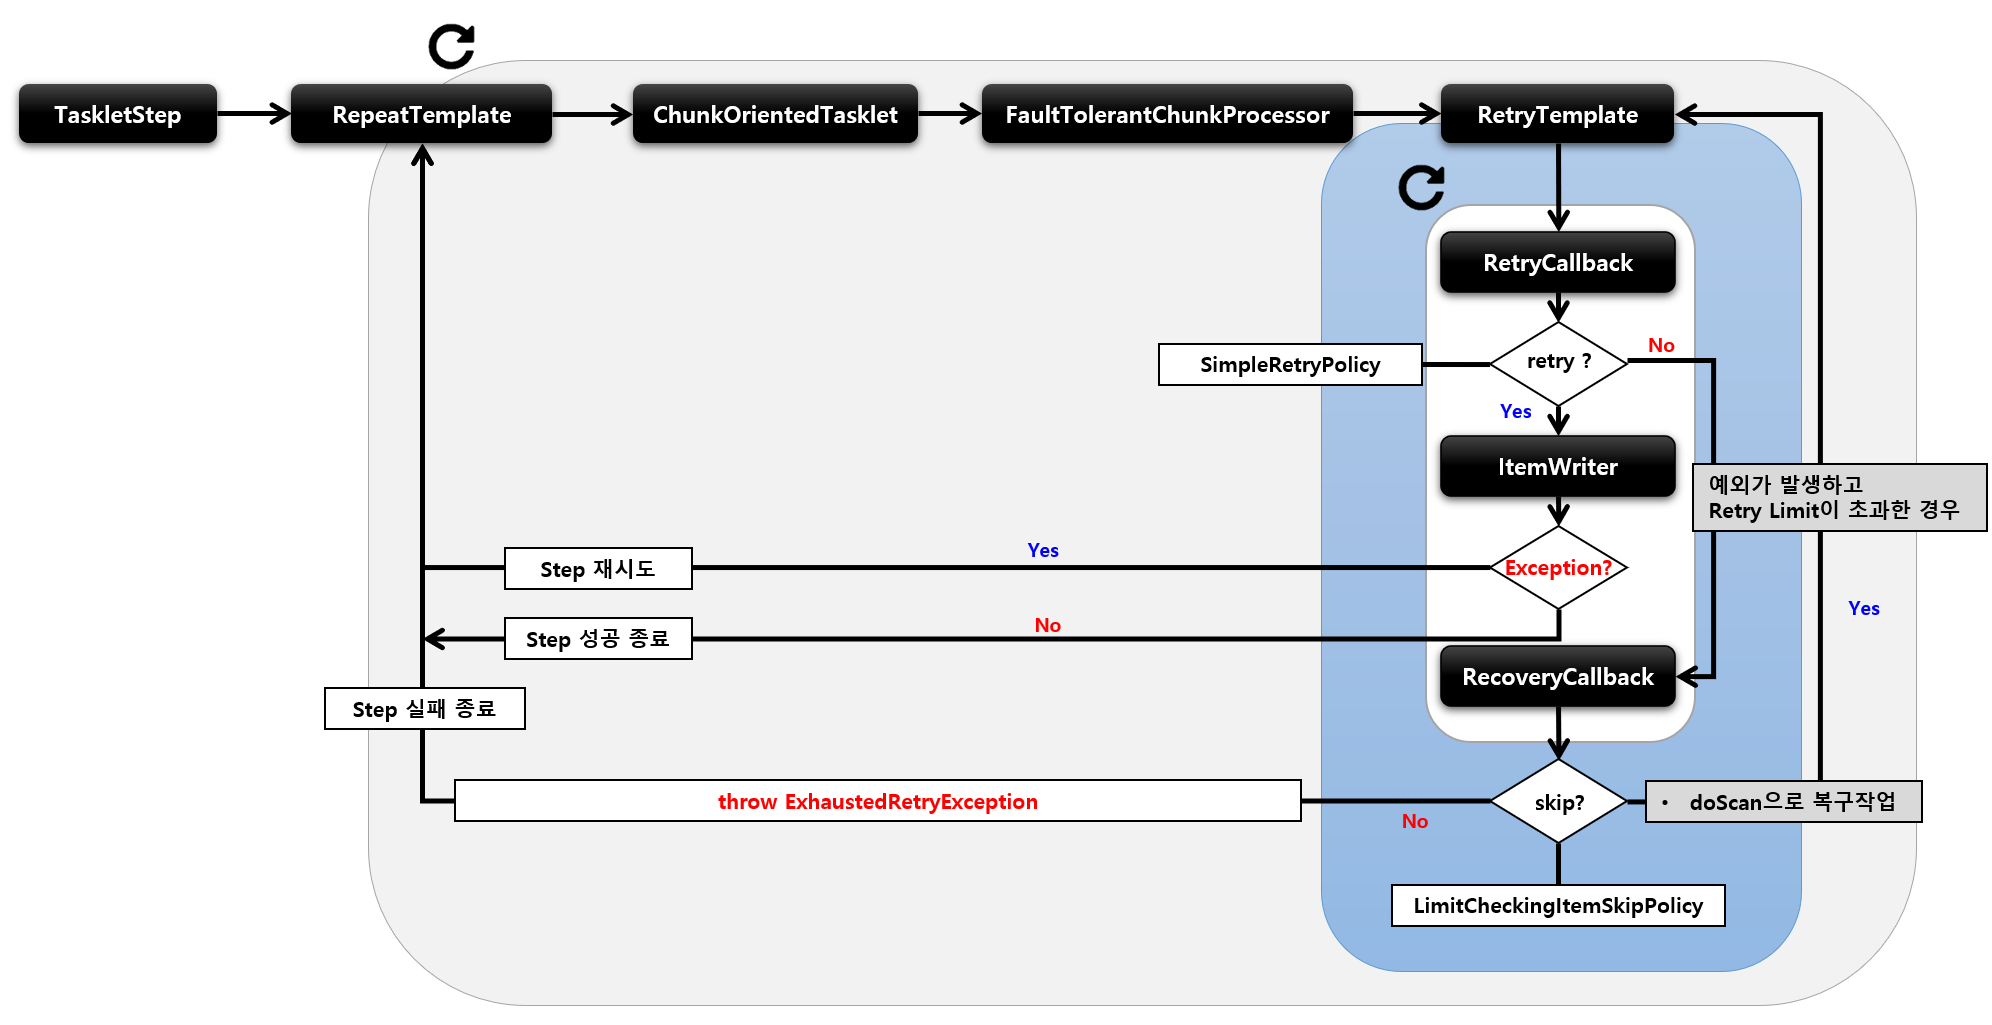 TaskletStep
RepeatTemplate
ChunkOrientedTasklet
FaultTolerantChunkProcessor
RetryTemplate
RetryCallback
No
SimpleRetryPolicy
retry ?
Yes
ItemWriter
예외가 발생하고
Retry Limit이 초과한 경우
Yes
Step 재시도
Exception?
Yes
No
Step 성공 종료
RecoveryCallback
Step 실패 종료
throw ExhaustedRetryException
skip?
• doScan으로 복구작업
No
LimitCheckingItemSkipPolicy